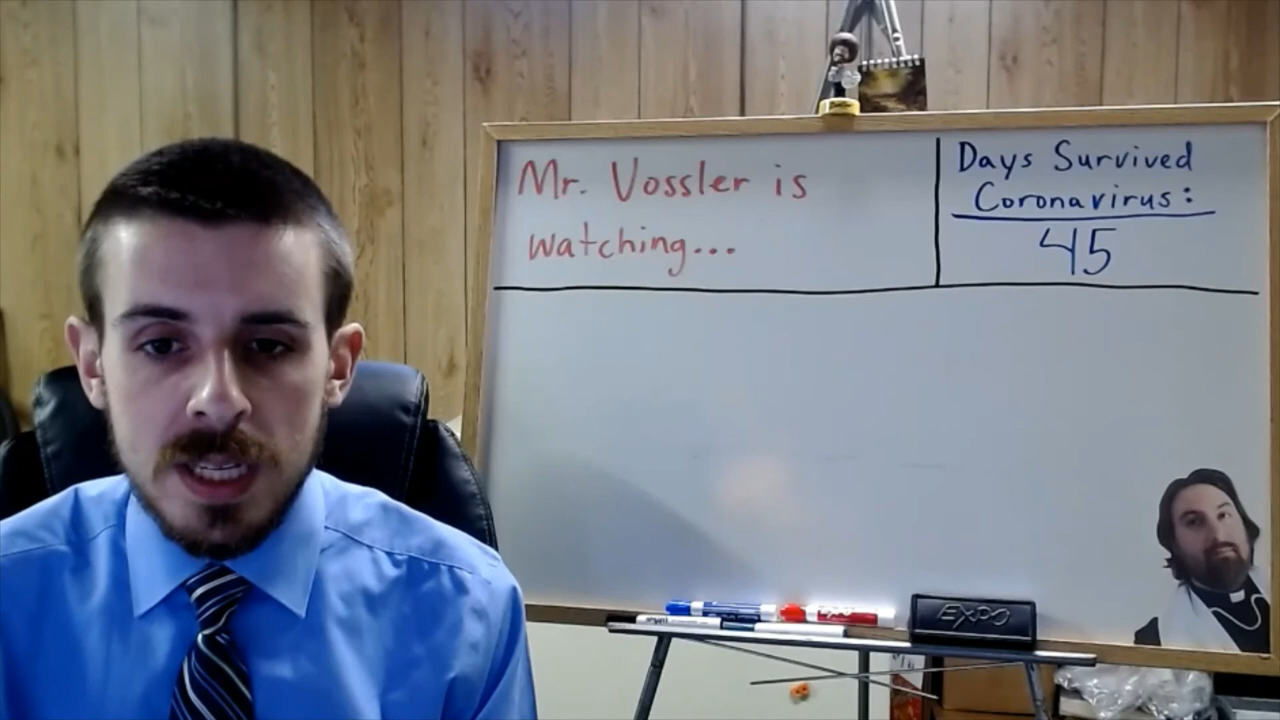 Mr. Vossler is
watching...
Days Survived
Coronavirus:
45
EXPO